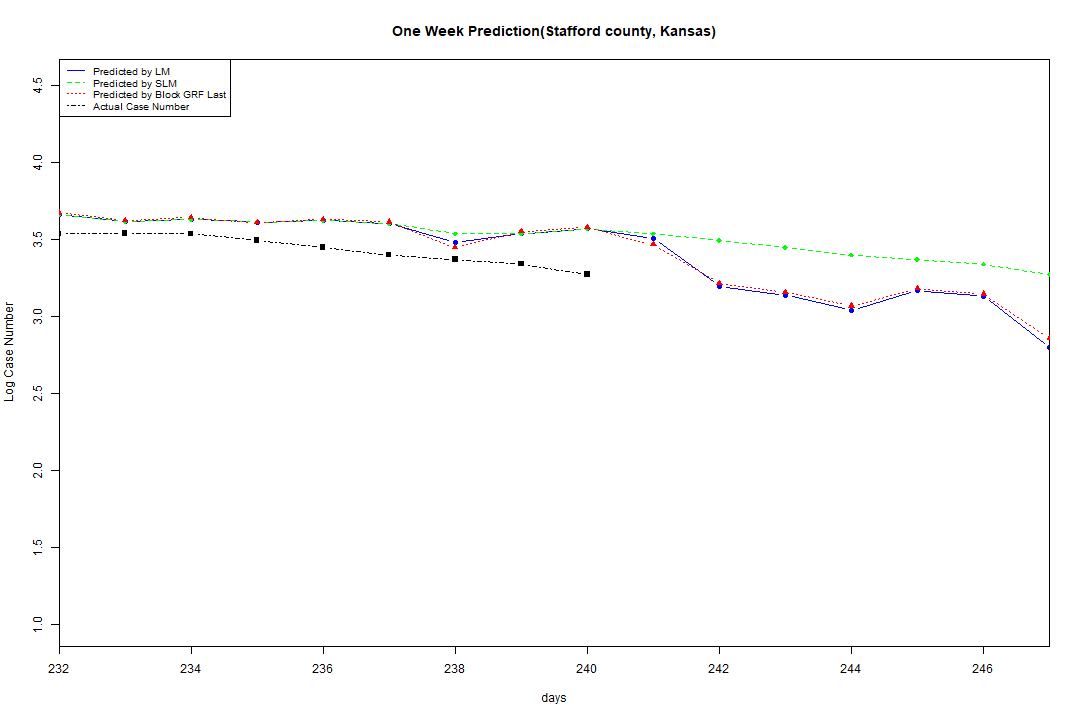 One Week Prediction(Stafford county, Kansas)
Predicted by LM
Predicted by SLM
Predicted by Block GRF Last
Actual Case Number
4.5
4.0
3.5
3.0
2.5
2.0
1.5
1.0
Log Case Number
232 234 236 238 240 242 244 246
days